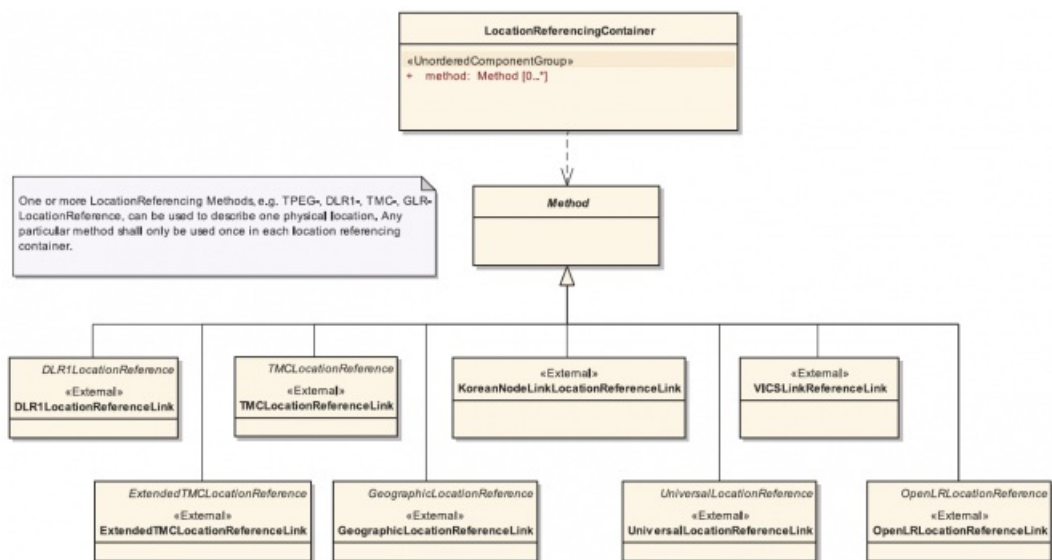 LocationReferencingContainer
«UnorderedComponentGroup»
+ method: Method [0..*]
One or more LocationReferencing Methods, e.g. TPEG-, DLR1-, TMC-, GLR-
LocationReference, can be used to describe one physical location. Any
particular method shall only be used once in each location referencing
container.
Method
DLR1LocationReference
«External»
DLR1LocationReferenceLink
TMCLocationReference
«External»
TMCLocationReferenceLink
«External»
KoreanNodeLinkLocationReferenceLink
«External»
VICSLinkReferenceLink
ExtendedTMCLocationReference
«External»
ExtendedTMCLocationReferenceLink
GeographicLocationReference
«External»
GeographicLocationReferenceLink
UniversalLocationReference
«External»
UniversalLocationReferenceLink
OpenLRLocationReference
«External»
OpenLRLocationReferenceLink